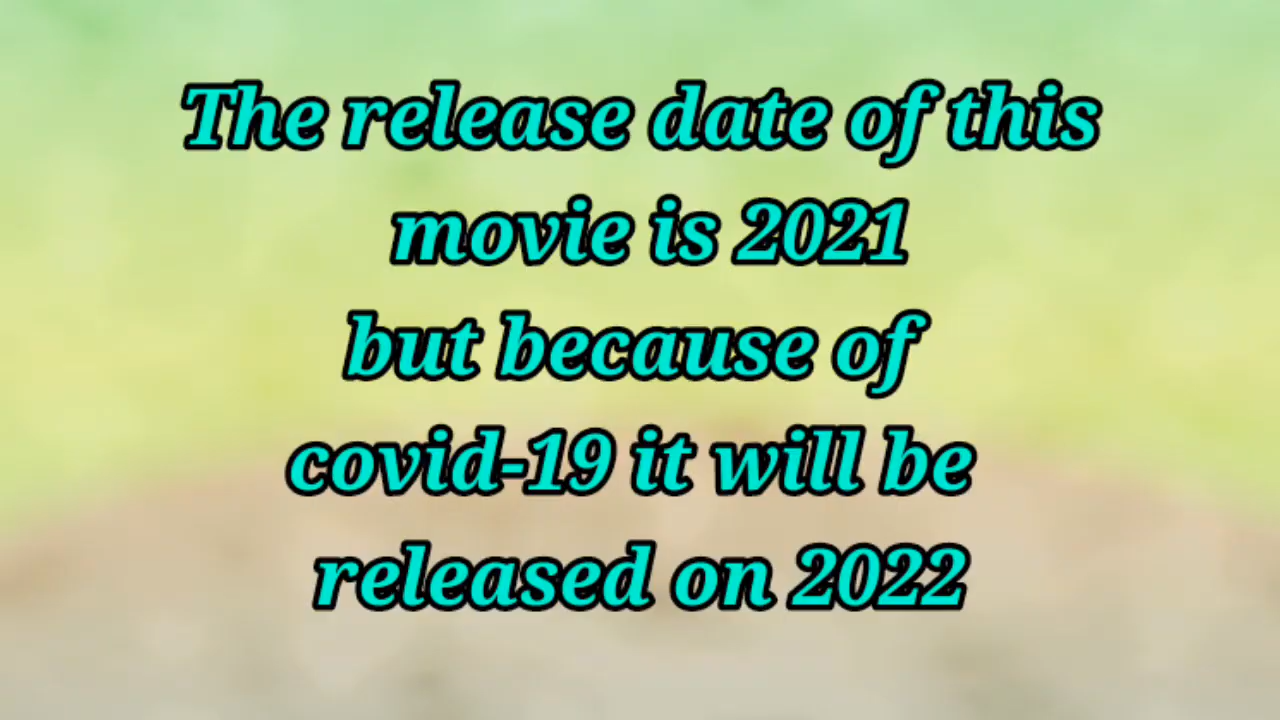 The release date of this
movie is 2021
but because of
covid-19 it will be
released on 2022